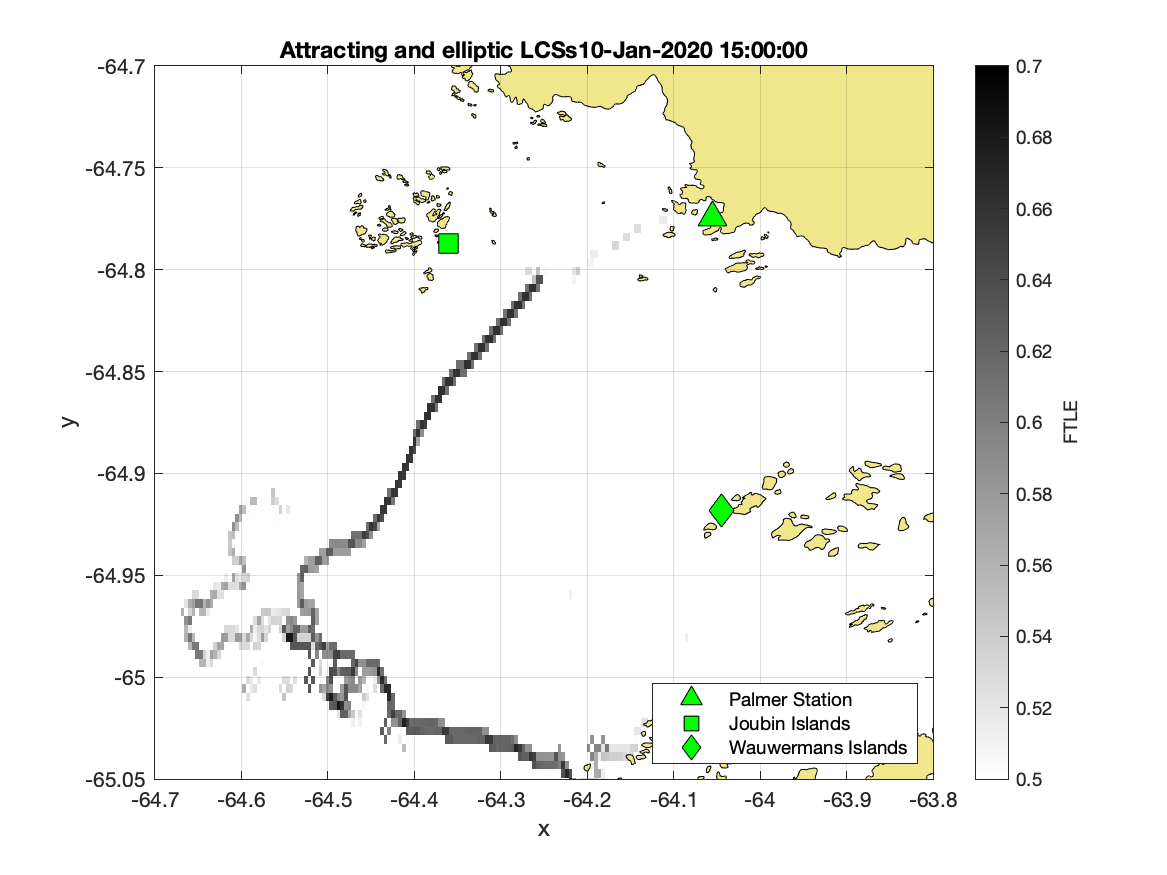 Attracting and elliptic LCSs10-Jan-2020 15:00:00
-64.7
-64.75
-64.8
-64.85
-64.9
-64.95
-65
-65.05
y
-64.7 -64.6 -64.5 -64.4 -64.3 -64.2 -64.1 -64 -63.9 -63.8
x
Palmer Station
Joubin Islands
Wauwermans Islands
0.7
0.68
0.66
0.64
0.62
0.6
0.58
0.56
0.54
0.52
0.5
FTLE